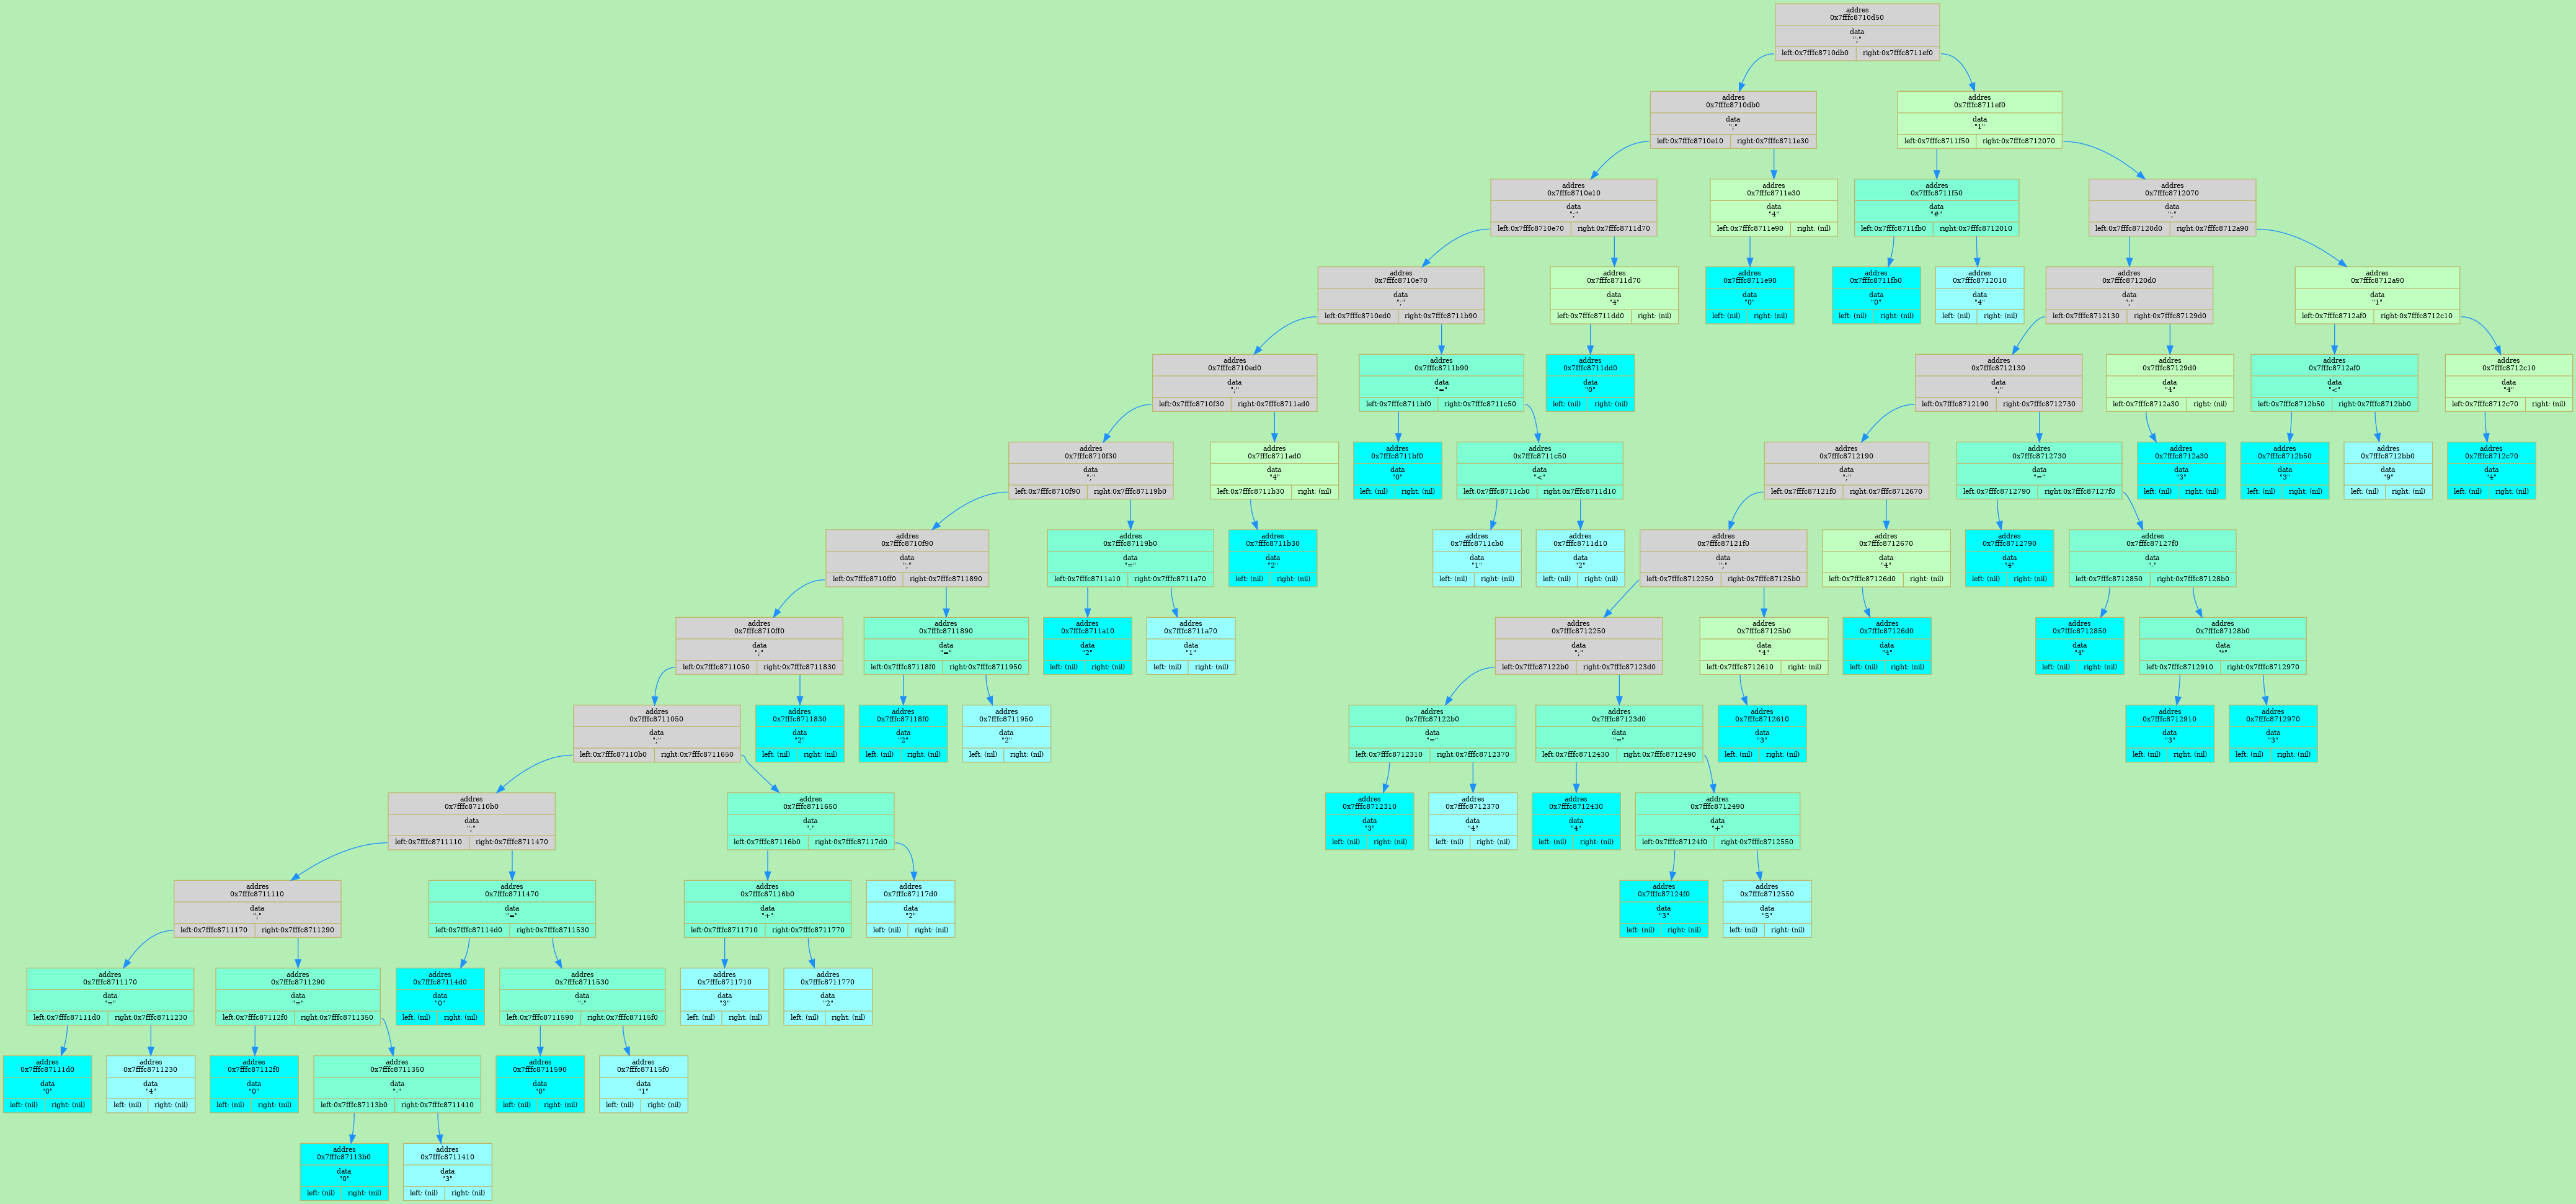 addres
0x7fffc8710d50
data
";"
left:0x7fffc8710db0 right:0x7fffc8711ef0
addres
0x7fffc8710db0
data
";"
left:0x7fffc8710e10 right:0x7fffc8711e30
addres
0x7fffc8711ef0
data
"1"
left:0x7fffc8711f50 right:0x7fffc8712070
addres
0x7fffc8710e10
data
";"
left:0x7fffc8710e70 right:0x7fffc8711d70
addres
0x7fffc8711e30
data
"4"
left:0x7fffc8711e90 right: (nil)
addres
0x7fffc8711f50
data
"#"
left:0x7fffc8711fb0 right:0x7fffc8712010
addres
0x7fffc8712070
data
";"
left:0x7fffc87120d0 right:0x7fffc8712a90
addres
0x7fffc8710e70
data
";"
left:0x7fffc8710ed0 right:0x7fffc8711b90
addres
0x7fffc8711d70
data
"4"
left:0x7fffc8711dd0 right: (nil)
addres
0x7fffc8711e90
data
"0"
left: (nil) right: (nil)
addres
0x7fffc8711fb0
data
"0"
left: (nil) right: (nil)
addres
0x7fffc8712010
data
"4"
left: (nil) right: (nil)
addres
0x7fffc87120d0
data
";"
left:0x7fffc8712130 right:0x7fffc87129d0
addres
0x7fffc8712a90
data
"1"
left:0x7fffc8712af0 right:0x7fffc8712c10
addres
0x7fffc8710ed0
data
";"
left:0x7fffc8710f30 right:0x7fffc8711ad0
addres
0x7fffc8711b90
data
"="
left:0x7fffc8711bf0 right:0x7fffc8711c50
addres
0x7fffc8711dd0
data
"0"
left: (nil) right: (nil)
addres
0x7fffc8712130
data
";"
left:0x7fffc8712190 right:0x7fffc8712730
addres
0x7fffc87129d0
data
"4"
left:0x7fffc8712a30 right: (nil)
addres
0x7fffc8712af0
data
"<"
left:0x7fffc8712b50 right:0x7fffc8712bb0
addres
0x7fffc8712c10
data
"4"
left:0x7fffc8712c70 right: (nil)
addres
0x7fffc8710f30
data
";"
left:0x7fffc8710f90 right:0x7fffc87119b0
addres
0x7fffc8711ad0
data
"4"
left:0x7fffc8711b30 right: (nil)
addres
0x7fffc8711bf0
data
"0"
left: (nil) right: (nil)
addres
0x7fffc8711c50
data
"<"
left:0x7fffc8711cb0 right:0x7fffc8711d10
addres
0x7fffc8712190
data
";"
left:0x7fffc87121f0 right:0x7fffc8712670
addres
0x7fffc8712730
data
"="
left:0x7fffc8712790 right:0x7fffc87127f0
addres
0x7fffc8712a30
data
"3"
left: (nil) right: (nil)
addres
0x7fffc8712b50
data
"3"
left: (nil) right: (nil)
addres
0x7fffc8712bb0
data
"9"
left: (nil) right: (nil)
addres
0x7fffc8712c70
data
"4"
left: (nil) right: (nil)
addres
0x7fffc8710f90
data
";"
left:0x7fffc8710ff0 right:0x7fffc8711890
addres
0x7fffc87119b0
data
"="
left:0x7fffc8711a10 right:0x7fffc8711a70
addres
0x7fffc8711b30
data
"2"
left: (nil) right: (nil)
addres
0x7fffc8711cb0
data
"1"
left: (nil) right: (nil)
addres
0x7fffc8711d10
data
"2"
left: (nil) right: (nil)
addres
0x7fffc87121f0
data
";"
left:0x7fffc8712250 right:0x7fffc87125b0
addres
0x7fffc8712670
data
"4"
left:0x7fffc87126d0 right: (nil)
addres
0x7fffc8712790
data
"4"
left: (nil) right: (nil)
addres
0x7fffc87127f0
data
"-"
left:0x7fffc8712850 right:0x7fffc87128b0
addres
0x7fffc8710ff0
data
";"
left:0x7fffc8711050 right:0x7fffc8711830
addres
0x7fffc8711890
data
"="
left:0x7fffc87118f0 right:0x7fffc8711950
addres
0x7fffc8711a10
data
"2"
left: (nil) right: (nil)
addres
0x7fffc8711a70
data
"1"
left: (nil) right: (nil)
addres
0x7fffc8712250
data
";"
left:0x7fffc87122b0 right:0x7fffc87123d0
addres
0x7fffc87125b0
data
"4"
left:0x7fffc8712610 right: (nil)
addres
0x7fffc87126d0
data
"4"
left: (nil) right: (nil)
addres
0x7fffc8712850
data
"4"
left: (nil) right: (nil)
addres
0x7fffc87128b0
data
"*"
left:0x7fffc8712910 right:0x7fffc8712970
addres
0x7fffc8711050
data
";"
left:0x7fffc87110b0 right:0x7fffc8711650
addres
0x7fffc8711830
data
"2"
left: (nil) right: (nil)
addres
0x7fffc87118f0
data
"2"
left: (nil) right: (nil)
addres
0x7fffc8711950
data
"2"
left: (nil) right: (nil)
addres
0x7fffc87122b0
data
"="
left:0x7fffc8712310 right:0x7fffc8712370
addres
0x7fffc87123d0
data
"="
left:0x7fffc8712430 right:0x7fffc8712490
addres
0x7fffc8712610
data
"3"
left: (nil) right: (nil)
addres
0x7fffc8712910
data
"3"
left: (nil) right: (nil)
addres
0x7fffc8712970
data
"3"
left: (nil) right: (nil)
addres
0x7fffc87110b0
data
";"
left:0x7fffc8711110 right:0x7fffc8711470
addres
0x7fffc8711650
data
"-"
left:0x7fffc87116b0 right:0x7fffc87117d0
addres
0x7fffc8712310
data
"3"
left: (nil) right: (nil)
addres
0x7fffc8712370
data
"4"
left: (nil) right: (nil)
addres
0x7fffc8712430
data
"4"
left: (nil) right: (nil)
addres
0x7fffc8712490
data
"+"
left:0x7fffc87124f0 right:0x7fffc8712550
addres
0x7fffc8711110
data
";"
left:0x7fffc8711170 right:0x7fffc8711290
addres
0x7fffc8711470
data
"="
left:0x7fffc87114d0 right:0x7fffc8711530
addres
0x7fffc87116b0
data
"+"
left:0x7fffc8711710 right:0x7fffc8711770
addres
0x7fffc87117d0
data
"2"
left: (nil) right: (nil)
addres
0x7fffc87124f0
data
"3"
left: (nil) right: (nil)
addres
0x7fffc8712550
data
"5"
left: (nil) right: (nil)
addres
0x7fffc8711170
data
"="
left:0x7fffc87111d0 right:0x7fffc8711230
addres
0x7fffc8711290
data
"="
left:0x7fffc87112f0 right:0x7fffc8711350
addres
0x7fffc87114d0
data
"0"
left: (nil) right: (nil)
addres
0x7fffc8711530
data
"-"
left:0x7fffc8711590 right:0x7fffc87115f0
addres
0x7fffc8711710
data
"3"
left: (nil) right: (nil)
addres
0x7fffc8711770
data
"2"
left: (nil) right: (nil)
addres
0x7fffc87111d0
data
"0"
left: (nil) right: (nil)
addres
0x7fffc8711230
data
"4"
left: (nil) right: (nil)
addres
0x7fffc87112f0
data
"0"
left: (nil) right: (nil)
addres
0x7fffc8711350
data
"-"
left:0x7fffc87113b0 right:0x7fffc8711410
addres
0x7fffc8711590
data
"0"
left: (nil) right: (nil)
addres
0x7fffc87115f0
data
"1"
left: (nil) right: (nil)
addres
0x7fffc87113b0
data
"0"
left: (nil) right: (nil)
addres
0x7fffc8711410
data
"3"
left: (nil) right: (nil)